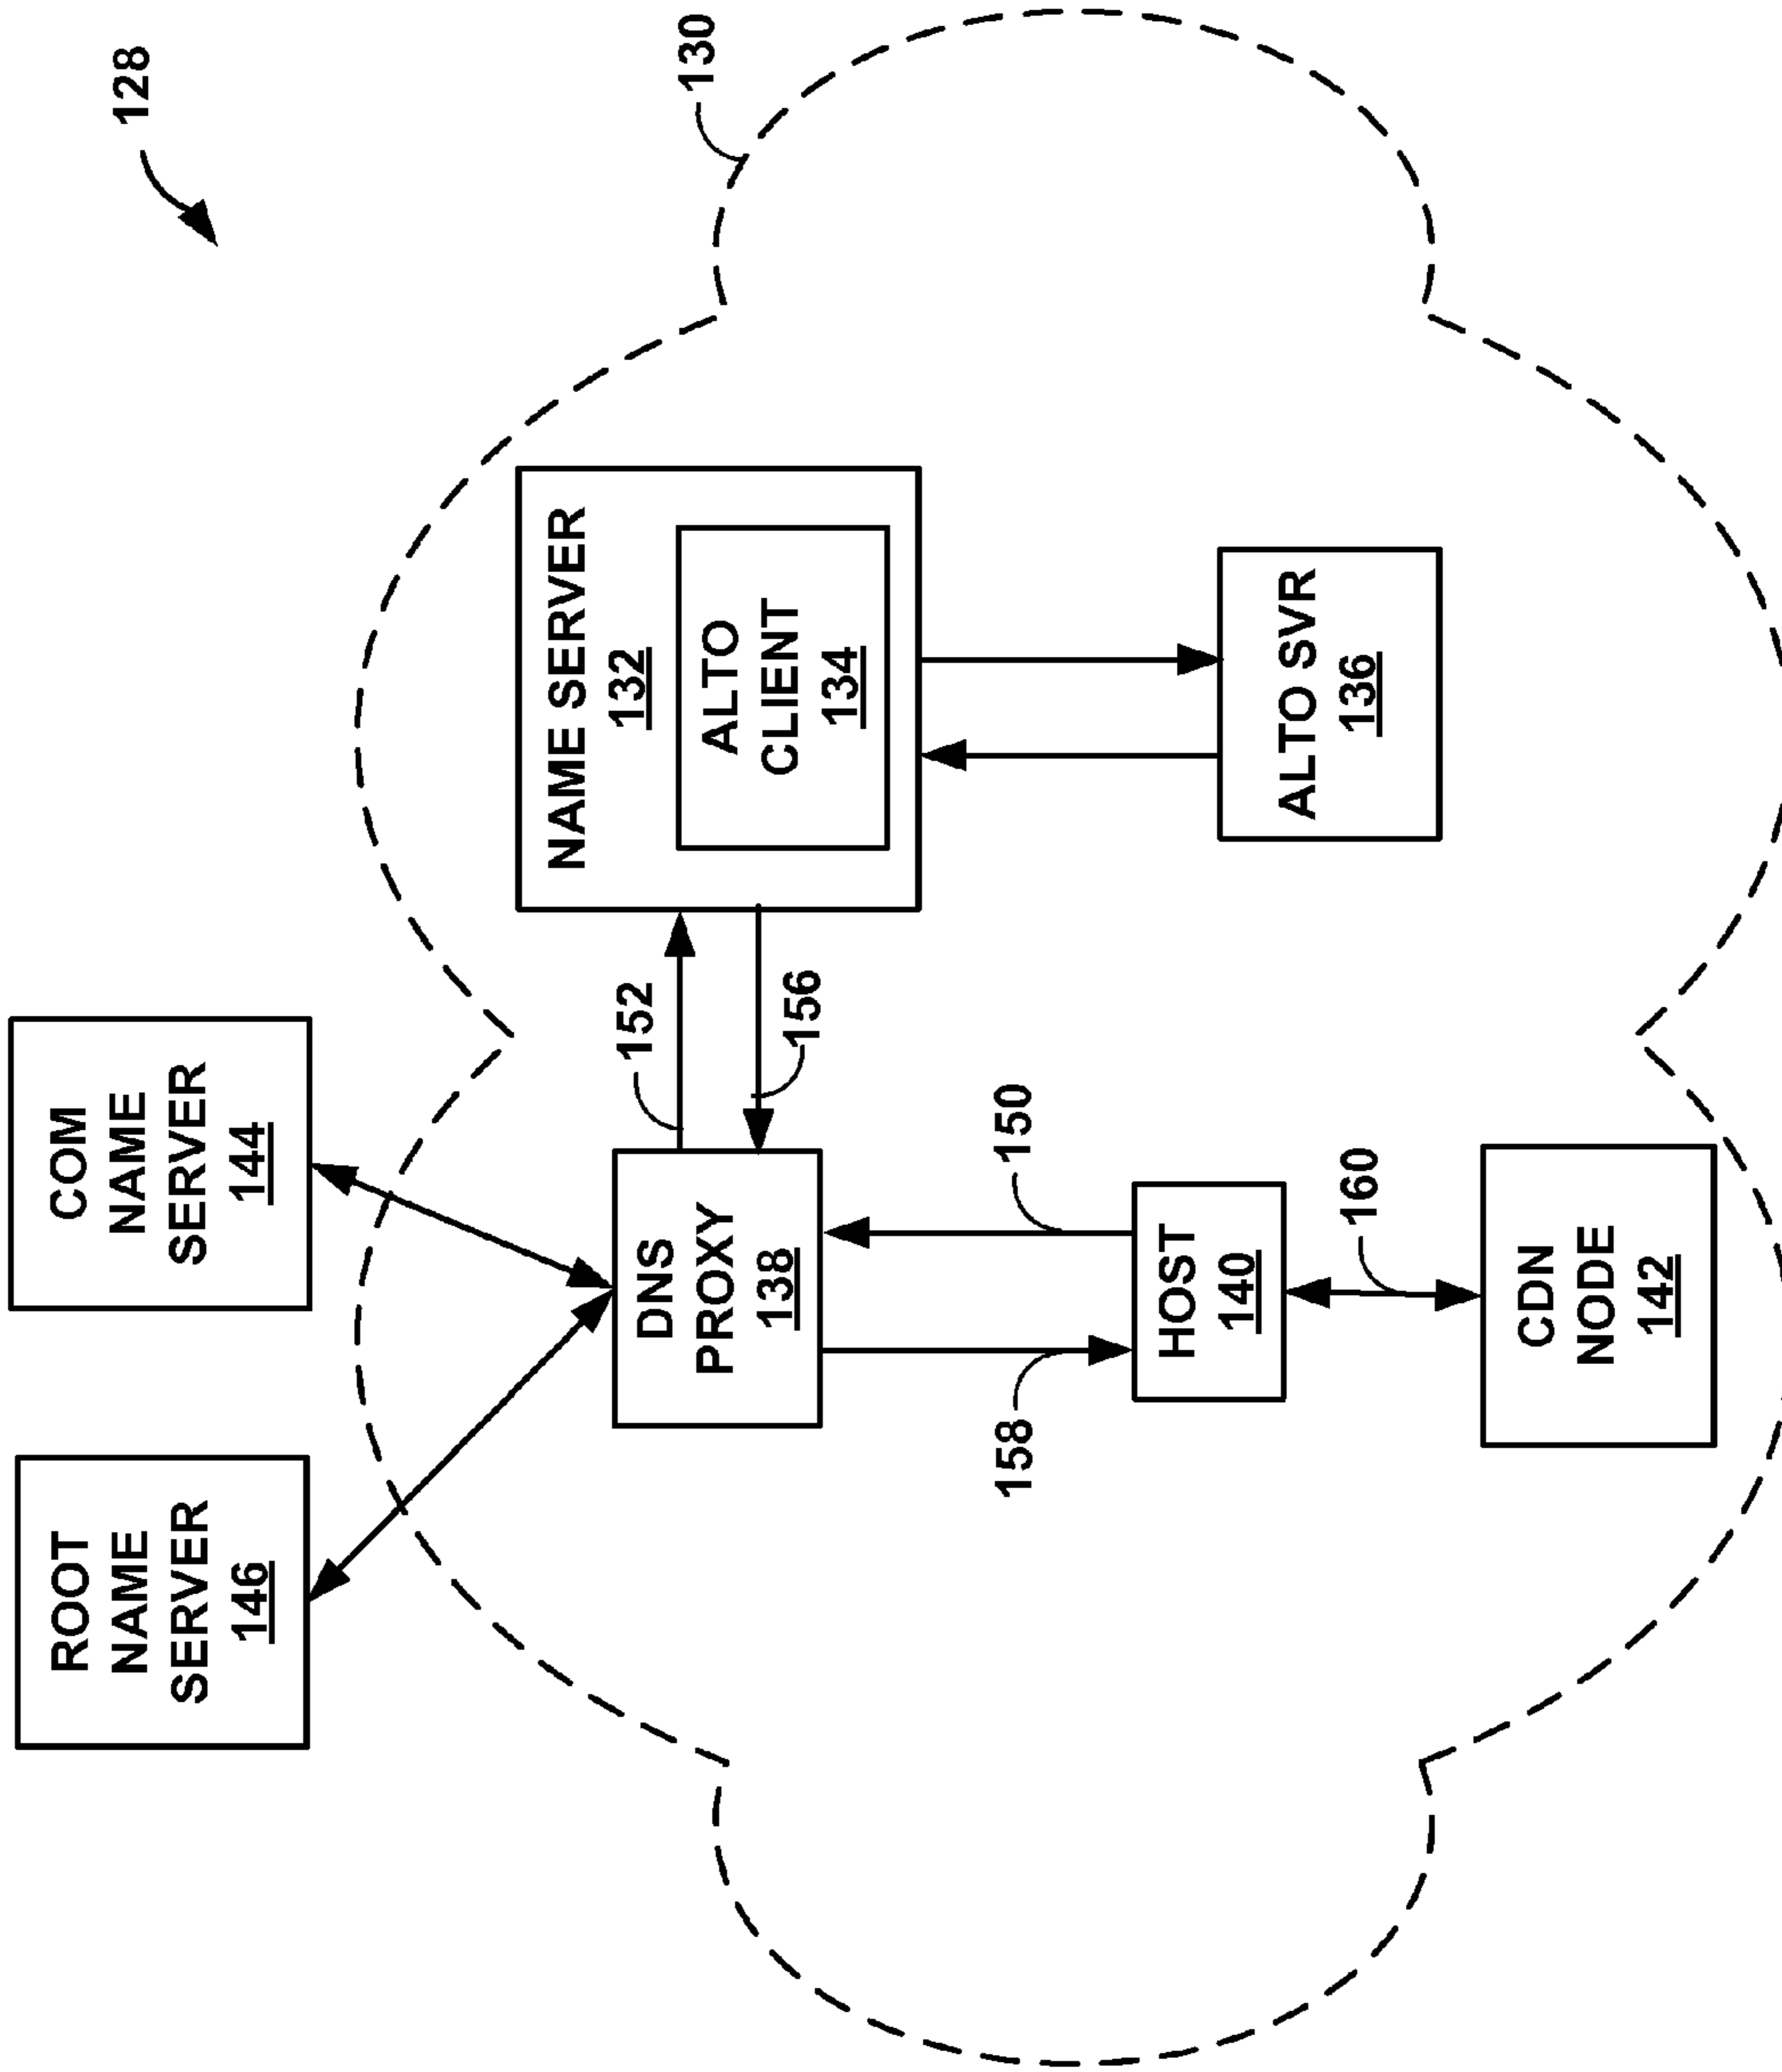 128
130
ROOT
NAME
SERVER
146
COM
NAME
SERVER
144
NAME SERVER
132
ALTO
CLIENT
134
152
156
DNS
PROXY
138
158
150
HOST
140
160
CDN
NODE
142
ALTO SVR
136